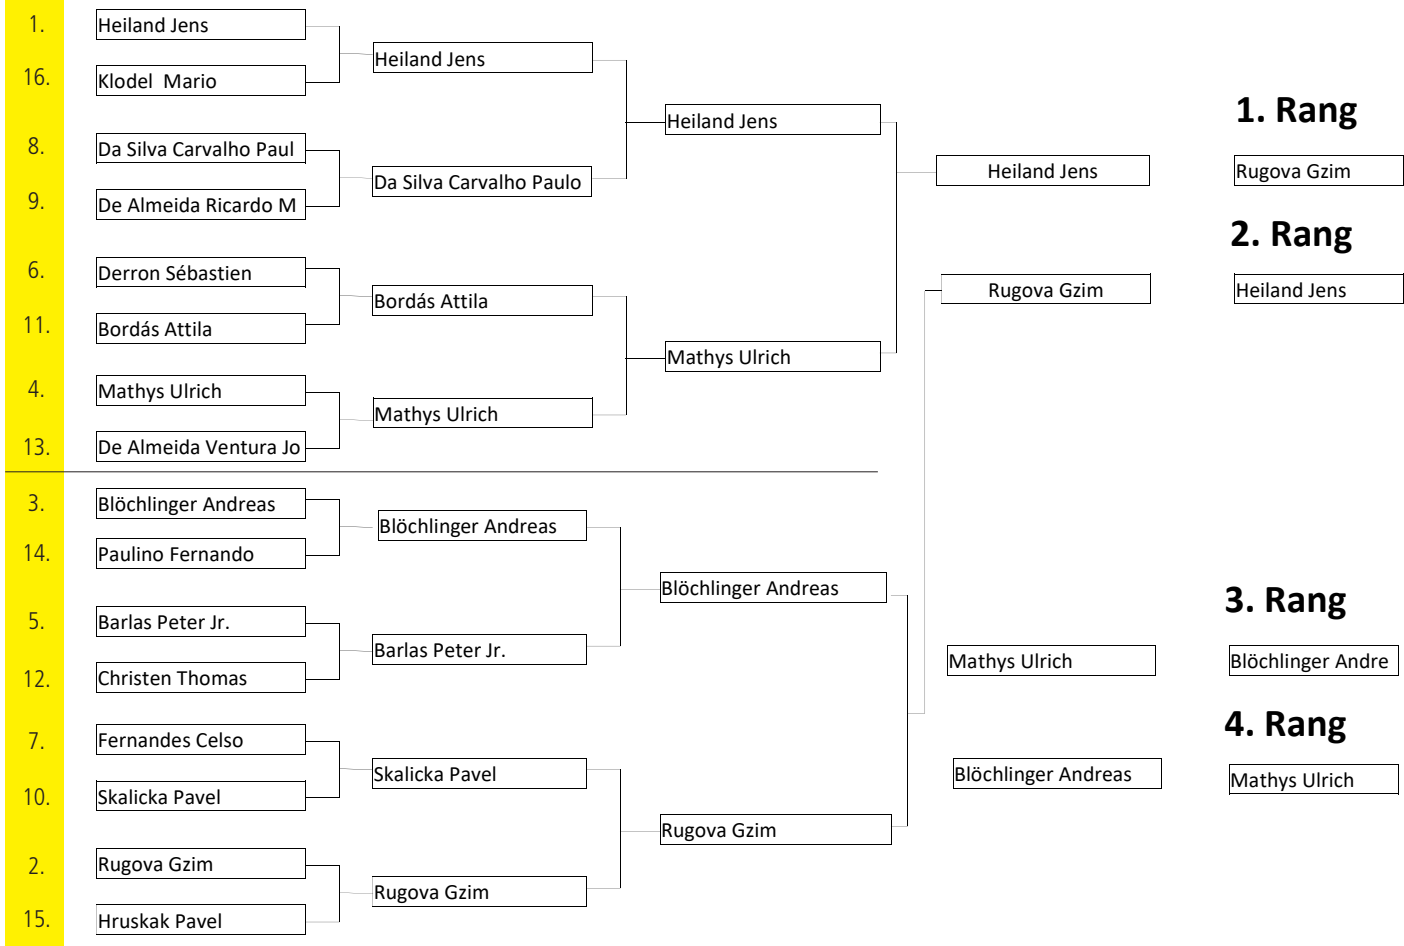 1.
Heiland Jens
16.
Klodel  Mario
8.
Da Silva Carvalho Paul
9.
De Almeida Ricardo M
6.
Derron Sébastien
11.
Bordás Attila
4.
Mathys Ulrich
13.
De Almeida Ventura Jo
3.
Blöchlinger Andreas
14.
Paulino Fernando
5.
Barlas Peter Jr.
12.
Christen Thomas
7.
Fernandes Celso
10.
Skalicka Pavel
2.
Rugova Gzim
15.
Hruskak Pavel
Heiland Jens
Da Silva Carvalho Paulo
Bordás Attila
Mathys Ulrich
Blöchlinger Andreas
Barlas Peter Jr.
Skalicka Pavel
Rugova Gzim
Heiland Jens
Mathys Ulrich
Blöchlinger Andreas
Rugova Gzim
Heiland Jens
Rugova Gzim
Mathys Ulrich
Blöchlinger Andreas
1. Rang
Rugova Gzim
2. Rang
Heiland Jens
3. Rang
Blöchlinger Andre
4. Rang
Mathys Ulrich